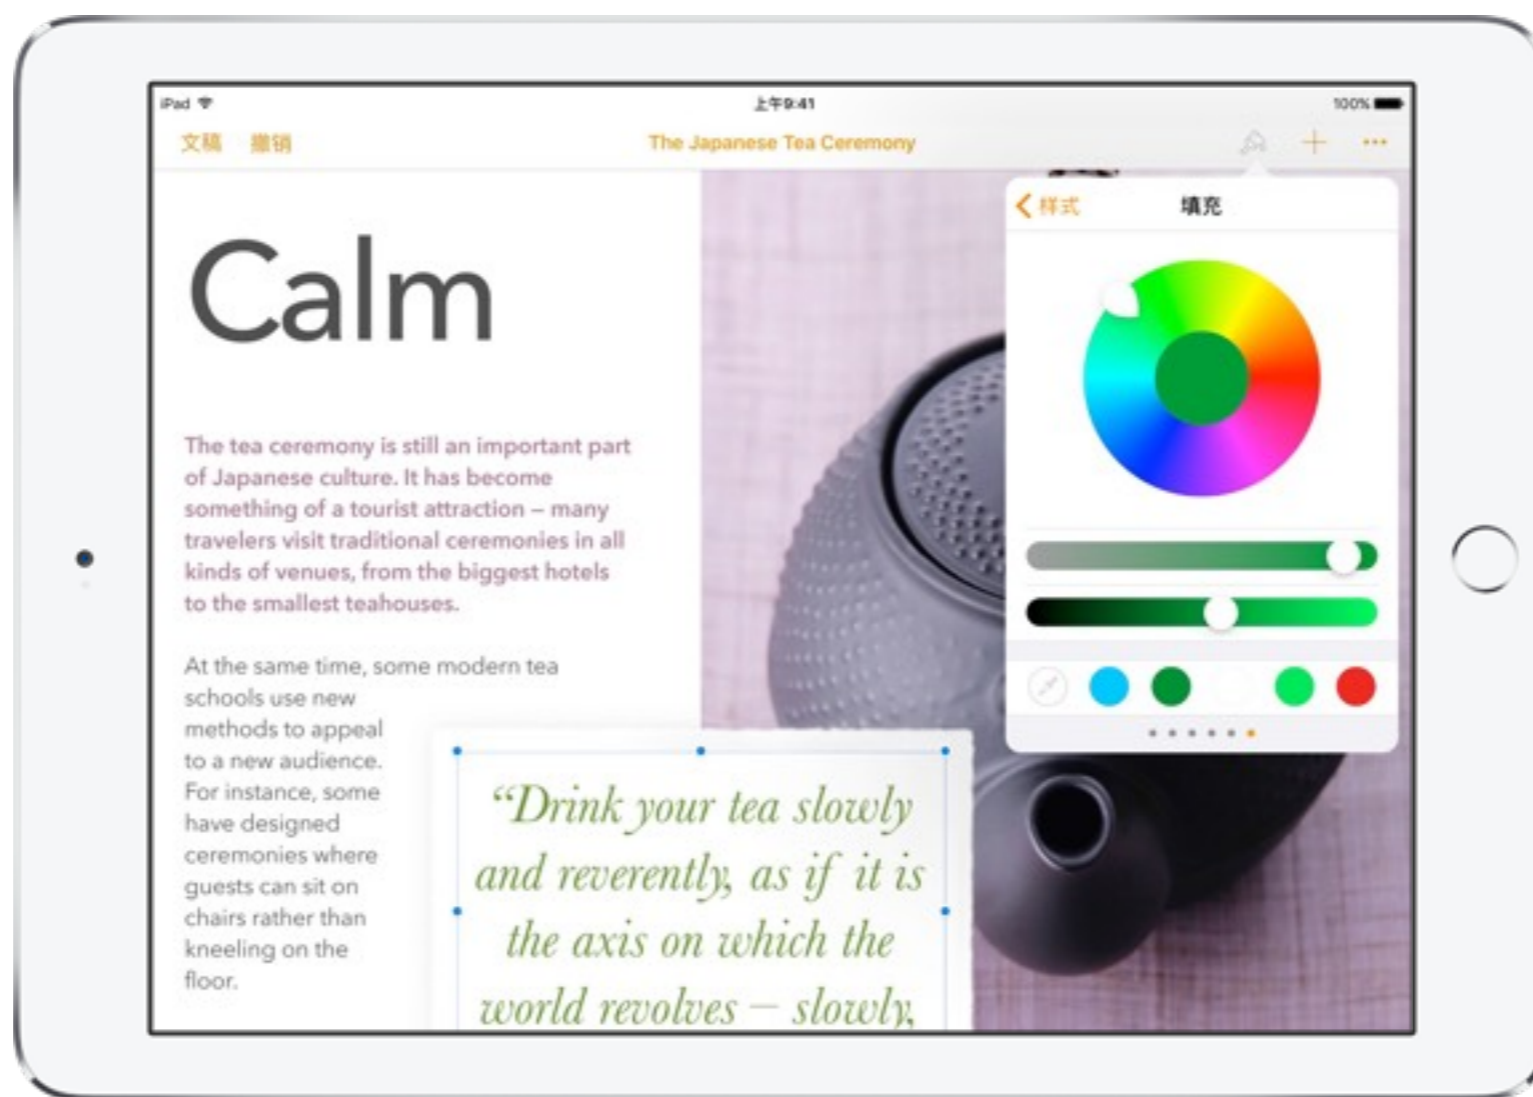 iPad
上午9:41
100%
文稿 撤销
The Japanese Tea Ceremony
样式
填充
Calm
The tea ceremony is still an important part
of Japanese culture. It has become
something of a tourist attraction – many
travelers visit traditional ceremonies in all
kinds of venues, from the biggest hotels
to the smallest teahouses.
At the same time, some modern tea
schools use new
methods to appeal
to a new audience.
For instance, some
have designed
ceremonies where
guests can sit on
chairs rather than
kneeling on the
floor.
“Drink your tea slowly
and reverently, as if it is
the axis on which the
world revolves – slowly,